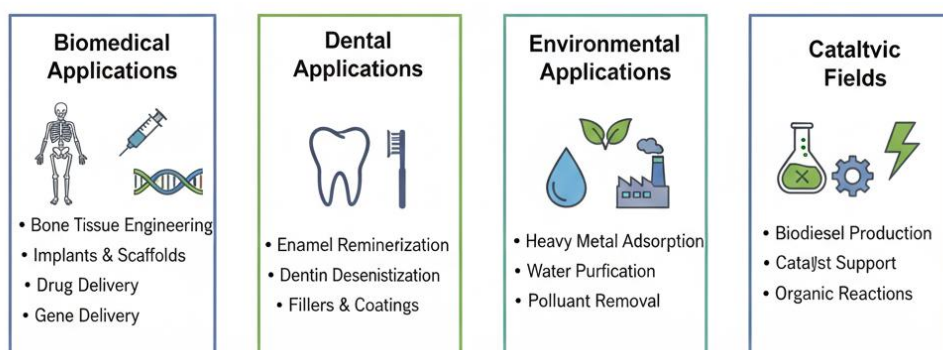 Biomedical
Applications
• Bone Tissue Engineering
• Implants & Scaffolds
• Drug Delivery
• Gene Delivery
Dental
Applications
• Enamel Reminerization
• Dentin Desenistization
• Fillers & Coatings
Environmental
Applications
• Heavy Metal Adsorption
• Water Purfication
• Polluant Removal
Cataltvic
Fields
• Biodiesel Production
• CatalJst Support
• Organic Reactions